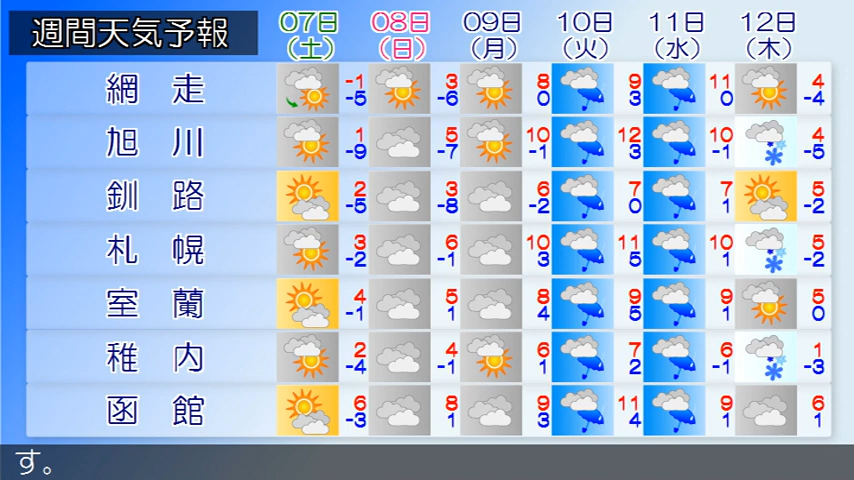 週間天気予報 07日 08日 09日 10日 11日 12日
(土) (日) (月) (火) (水) (木)
網走 -1 -5 3 -6 8 0 9 3 11 0 4 -4
旭川 1 -9 5 -7 10 -1 12 3 10 -1 4 -5
釧路 2 -5 3 -8 6 -2 7 0 7 1 5 -2
札幌 3 -2 6 -1 10 3 11 5 10 1 5 -2
室蘭 4 -1 5 1 8 4 9 5 9 1 5 0
稚内 2 -4 4 -1 6 1 7 2 6 -1 1 -3
函館 6 -3 8 1 9 3 11 4 9 1 6 1
す。